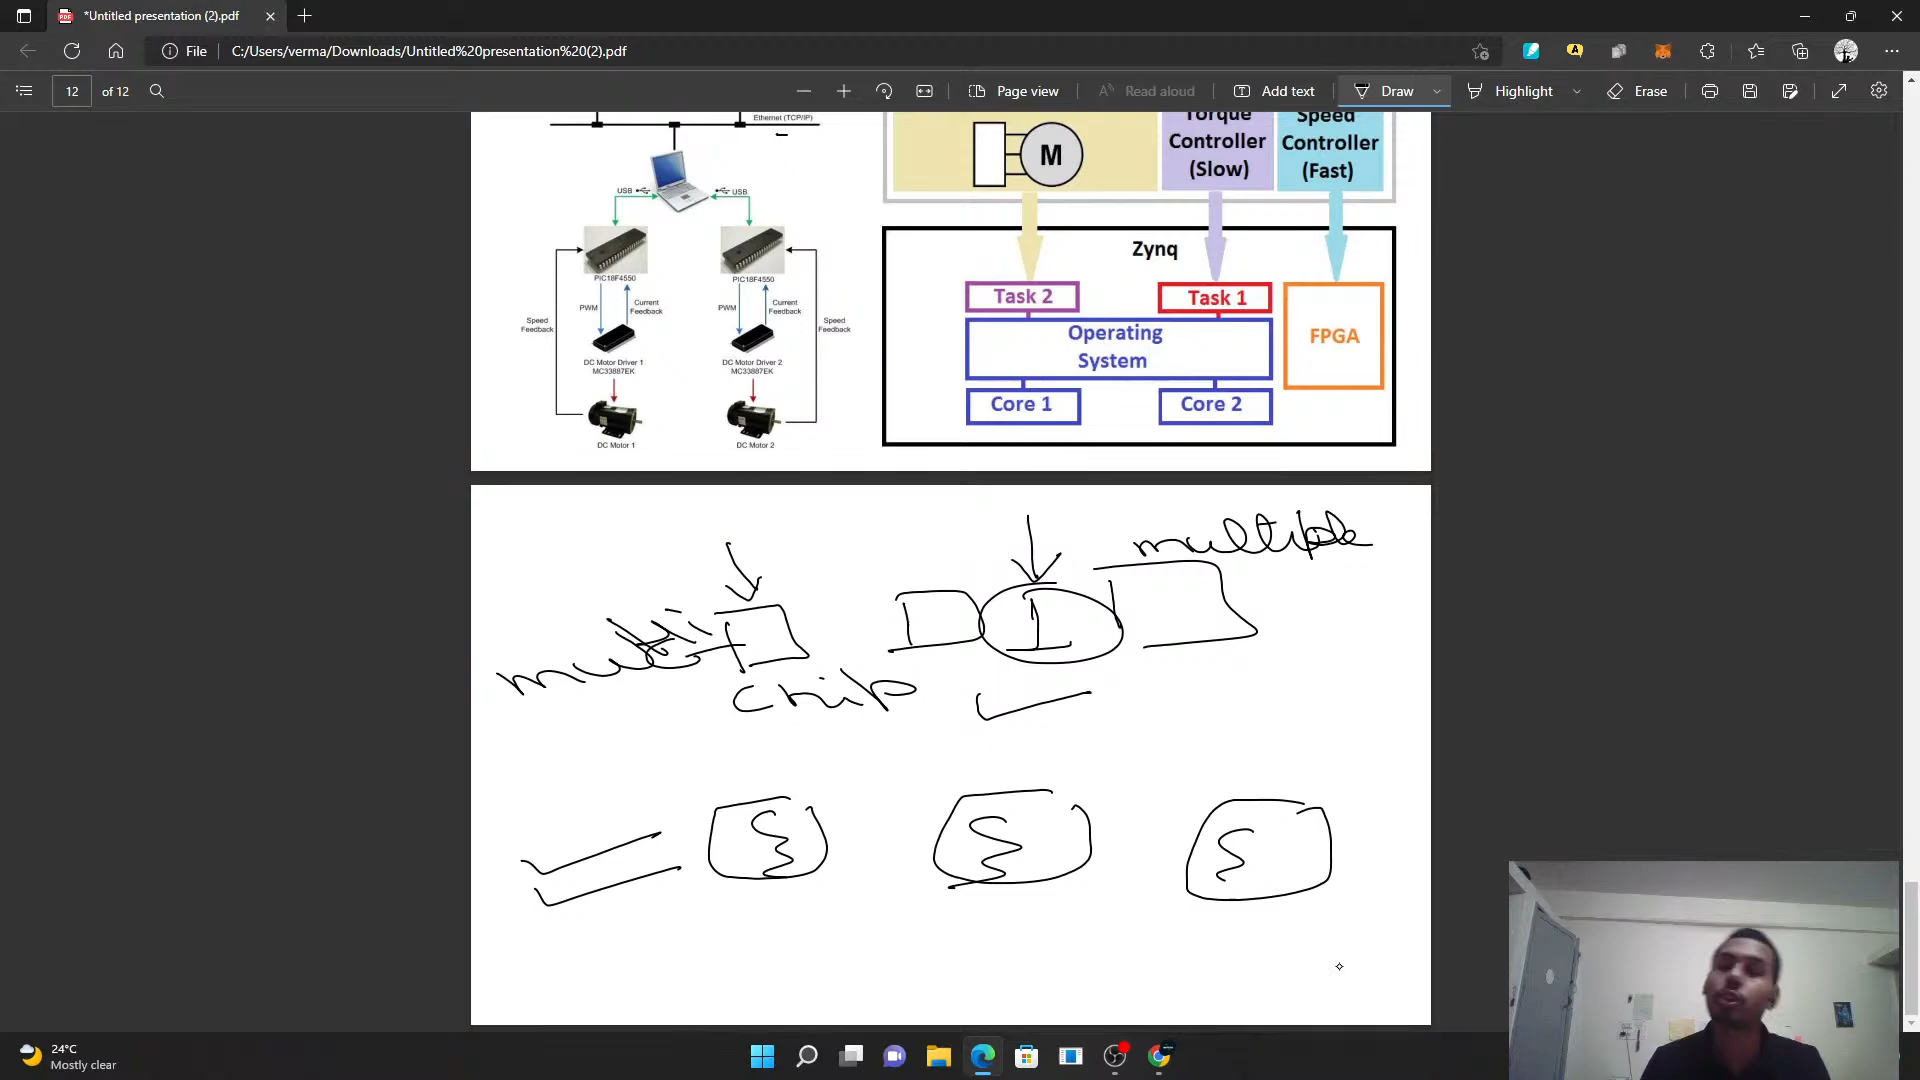 *Untitled presentation (2).pdf
File
C:/Users/verma/Downloads/Untitled%20presentation%20(2).pdf
12 of 12
Page view
Read aloud
Add text
Draw
Highlight
Erase
Ethernet (TCP/IP)
USB
USB
PIC18F4550
PIC18F4550
PWM
Current
Feedback
PWM
Current
Feedback
Speed
Feedback
Speed
Feedback
DC Motor Driver 1
MC33887EK
DC Motor Driver 2
MC33887EK
DC Motor 1
DC Motor 2
M
Torque
Controller
(Slow)
Speed
Controller
(Fast)
Zynq
Task 2
Task 1
Operating
System
FPGA
Core 1
Core 2
multiple
multi
chip
24°C
Mostly clear